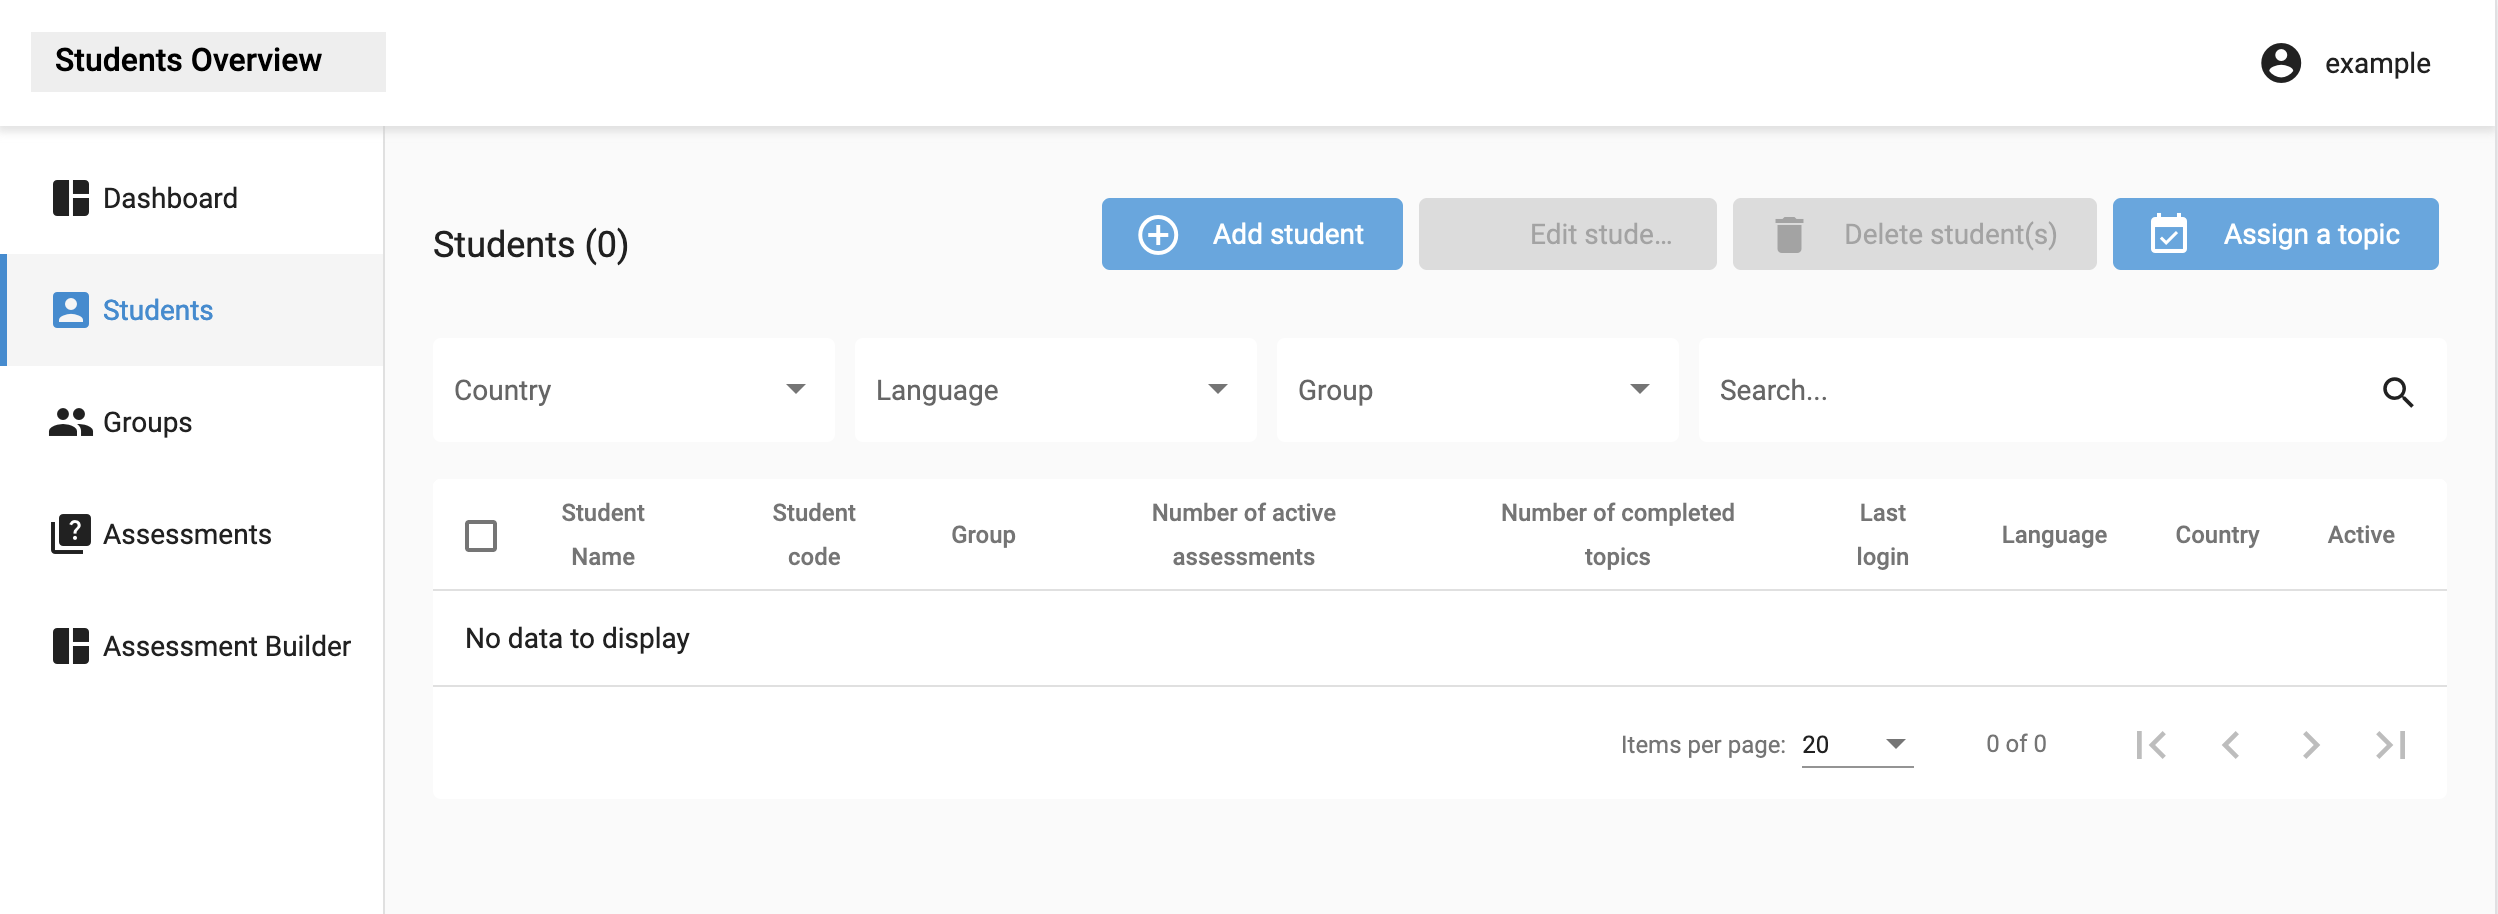 Students Overview
example
Dashboard
Students
Groups
Assessments
Assessment Builder
Students (0)
Add student
Edit stude...
Delete student(s)
Assign a topic
Country
Language
Group
Search...
Student Name
Student code
Group
Number of active assessments
Number of completed topics
Last login
Language
Country
Active
No data to display
Items per page: 20
0 of 0